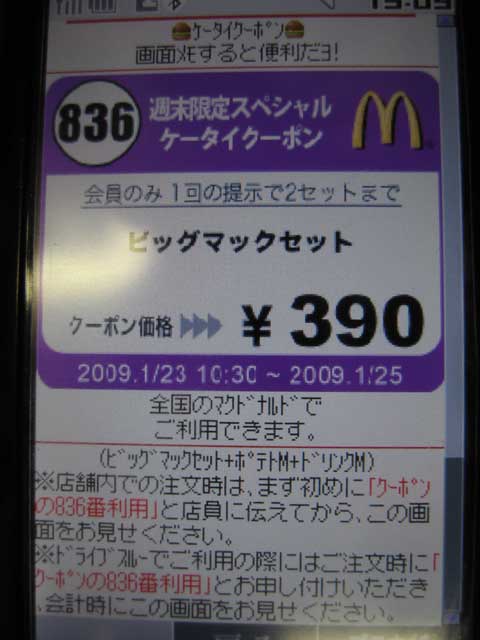 ｹｰﾀｲｸｰﾎﾟﾝ
画面ﾒﾓすると便利だﾖ!
836
週末限定スペシャル
ケータイクーポン
会員のみ 1回の提示で2セットまで
ビッグマックセット
クーポン価格 ¥390
2009.1/23 10:30 ~ 2009.1/25
全国のﾏｸﾄﾞﾅﾙﾄﾞで
ご利用できます。
(ﾋﾞｯｸﾞﾏｯｸｾｯﾄ+ﾎﾟﾃﾄM+ﾄﾞﾘﾝｸM)
※店舗内での注文時は、まず初めに「ｸｰﾎﾟﾝ
の836番利用」と店員に伝えてから、この画
面をお見せください。
※ﾄﾞﾗｲﾌﾞｽﾙｰでご利用の際にはご注文時に「
ｸｰﾎﾟﾝの836番利用」とお申し付けいただき
、会計時にこの画面をお見せください。